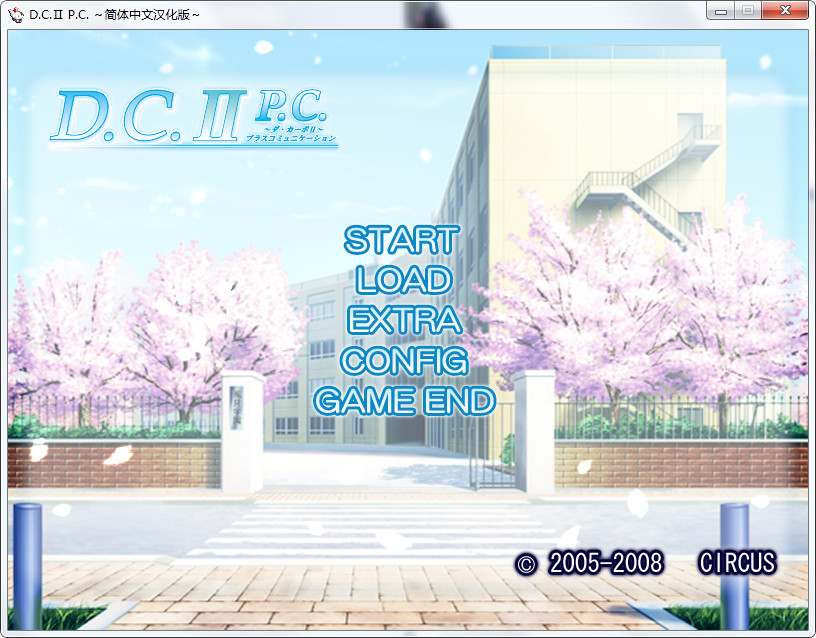 D.C.Ⅱ P.C. ~简体中文汉化版~
D.C.Ⅱ P.C.
~ダ・カーポⅡ~
プラスコミュニケーション
START
LOAD
EXTRA
CONFIG
GAME END
© 2005-2008 CIRCUS